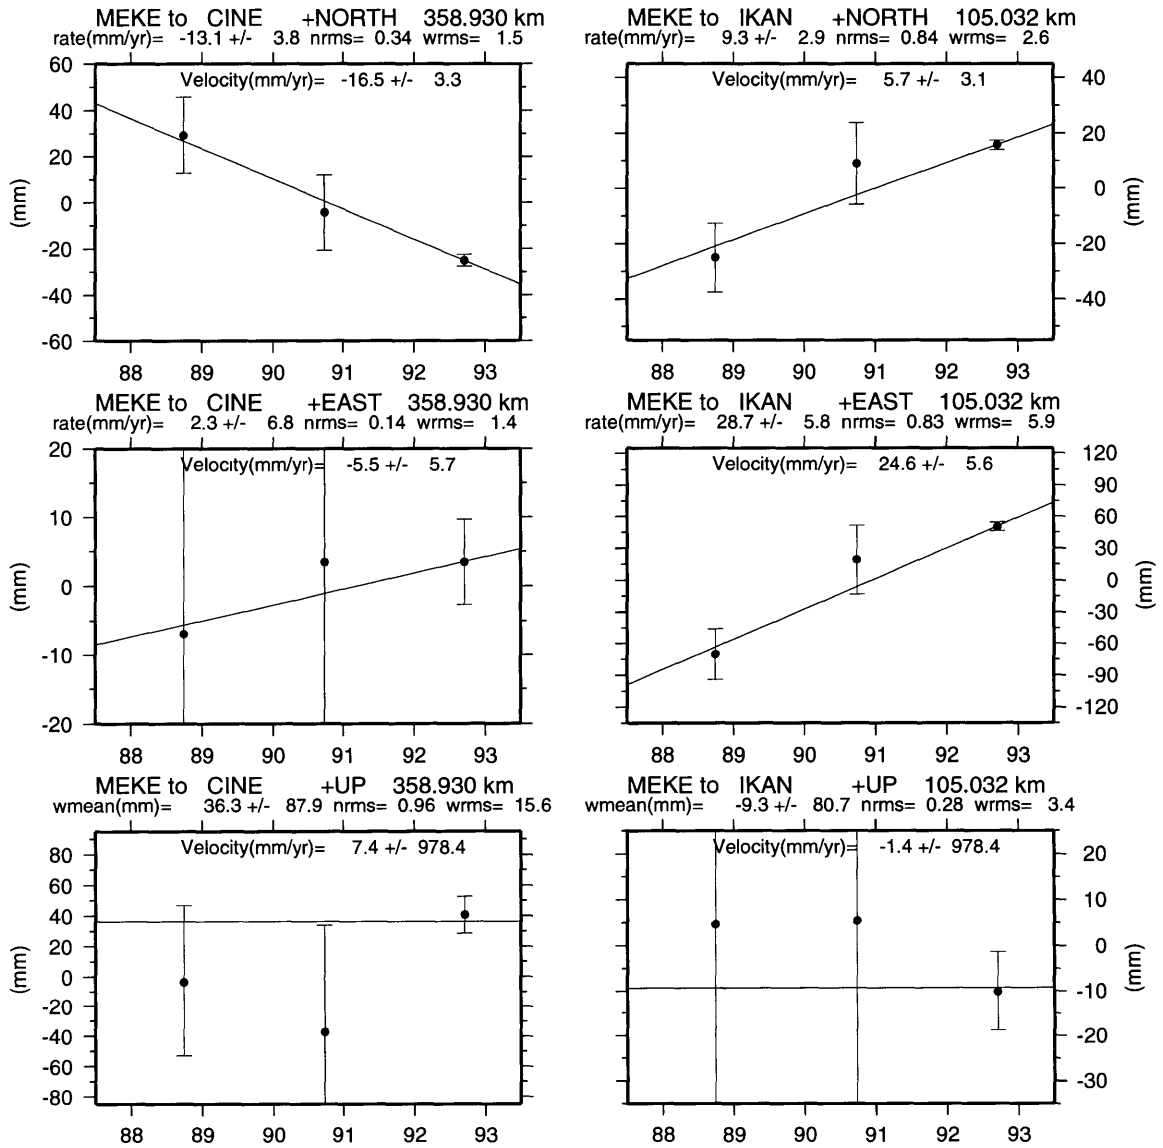 MEKE to CINE +NORTH 358.930 km
rate(mm/yr)= -13.1 +/- 3.8 nrms= 0.34 wrms= 1.5
Velocity(mm/yr)= -16.5 +/- 3.3
60
40
20
0
-20
-40
-60
(mm)
88 89 90 91 92 93
MEKE to IKAN +NORTH 105.032 km
rate(mm/yr)= 9.3 +/- 2.9 nrms= 0.84 wrms= 2.6
Velocity(mm/yr)= 5.7 +/- 3.1
40
20
0
-20
-40
(mm)
88 89 90 91 92 93
MEKE to CINE +EAST 358.930 km
rate(mm/yr)= 2.3 +/- 6.8 nrms= 0.14 wrms= 1.4
Velocity(mm/yr)= -5.5 +/- 5.7
20
10
0
-10
-20
(mm)
88 89 90 91 92 93
MEKE to IKAN +EAST 105.032 km
rate(mm/yr)= 28.7 +/- 5.8 nrms= 0.83 wrms= 5.9
Velocity(mm/yr)= 24.6 +/- 5.6
120
90
60
30
0
-30
-60
-90
-120
(mm)
88 89 90 91 92 93
MEKE to CINE +UP 358.930 km
wmean(mm)= 36.3 +/- 87.9 nrms= 0.96 wrms= 15.6
Velocity(mm/yr)= 7.4 +/- 978.4
80
60
40
20
0
-20
-40
-60
-80
(mm)
88 89 90 91 92 93
MEKE to IKAN +UP 105.032 km
wmean(mm)= -9.3 +/- 80.7 nrms= 0.28 wrms= 3.4
Velocity(mm/yr)= -1.4 +/- 978.4
20
10
0
-10
-20
-30
(mm)
88 89 90 91 92 93